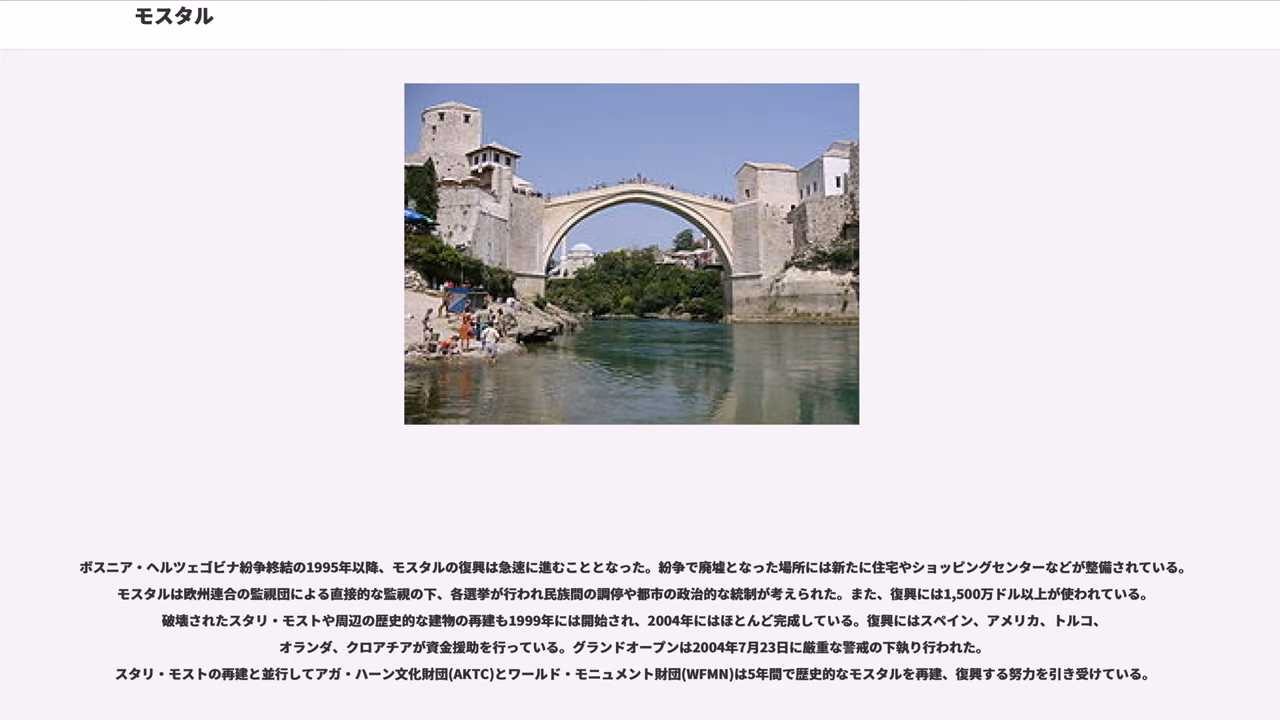 モスタル
ボスニア・ヘルツェゴビナ紛争終結の1995年以降、モスタルの復興は急速に進むこととなった。紛争で廃墟となった場所には新たに住宅やショッピングセンターなどが整備されている。
モスタルは欧州連合の監視団による直接的な監視の下、各選挙が行われ民族間の調停や都市の政治的な統制が考えられた。また、復興には1,500万ドル以上が使われている。
破壊されたスタリ・モストや周辺の歴史的な建物の再建も1999年には開始され、2004年にはほとんど完成している。復興にはスペイン、アメリカ、トルコ、
オランダ、クロアチアが資金援助を行っている。グランドオープンは2004年7月23日に厳重な警戒の下執り行われた。
スタリ・モストの再建と並行してアガ・ハーン文化財団(AKTC)とワールド・モニュメント財団(WFMN)は5年間で歴史的なモスタルを再建、復興する努力を引き受けている。